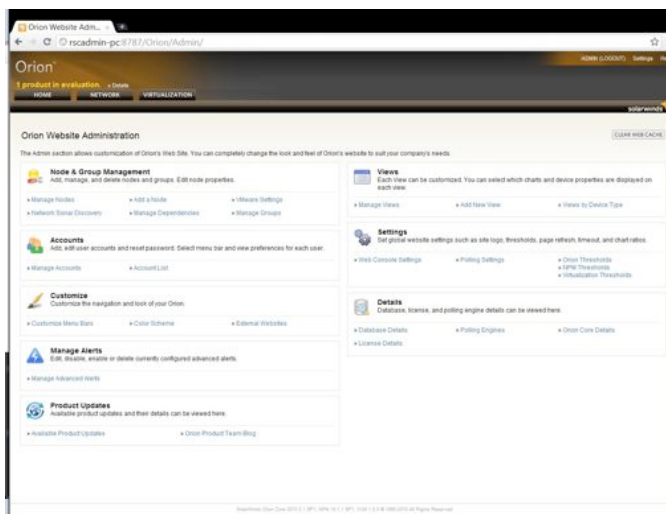 Orion Website Adm...
rscadmin-pc:8787/Orion/Admin/
Orion
ADMIN (LOGOUT) Settings
1 product in evaluation. » Details
HOME NETWORK VIRTUALIZATION
solarwinds
Orion Website Administration
CLEAR WEB CACHE
The Admin section allows customization of Orion's Web Site. You can completely change the look and feel of Orion's website to suit your company's needs.
Node & Group Management
Add, manage, and delete nodes and groups. Edit node properties.
» Manage Nodes » Add a Node » VMware Settings
» Network Sonar Discovery » Manage Dependencies » Manage Groups
Accounts
Add, edit user accounts and reset password. Select menu bar and view preferences for each user.
» Manage Accounts » Account List
Customize
Customize the navigation and look of your Orion.
» Customize Menu Bars » Color Scheme » External Websites
Manage Alerts
Edit, disable, enable or delete currently configured advanced alerts.
» Manage Advanced Alerts
Product Updates
Available product updates and their details can be viewed here.
» Available Product Updates » Orion Product Team Blog
Views
Each View can be customized. You can select which charts and device properties are displayed on
each view.
» Manage Views » Add New View » Views by Device Type
Settings
Set global website settings such as site logo, thresholds, page refresh, timeout, and chart ratios.
» Web Console Settings » Polling Settings » Orion Thresholds
» NPM Thresholds
» Virtualization Thresholds
Details
Database, license, and polling engine details can be viewed here.
» Database Details » Polling Engines » Orion Core Details
» License Details